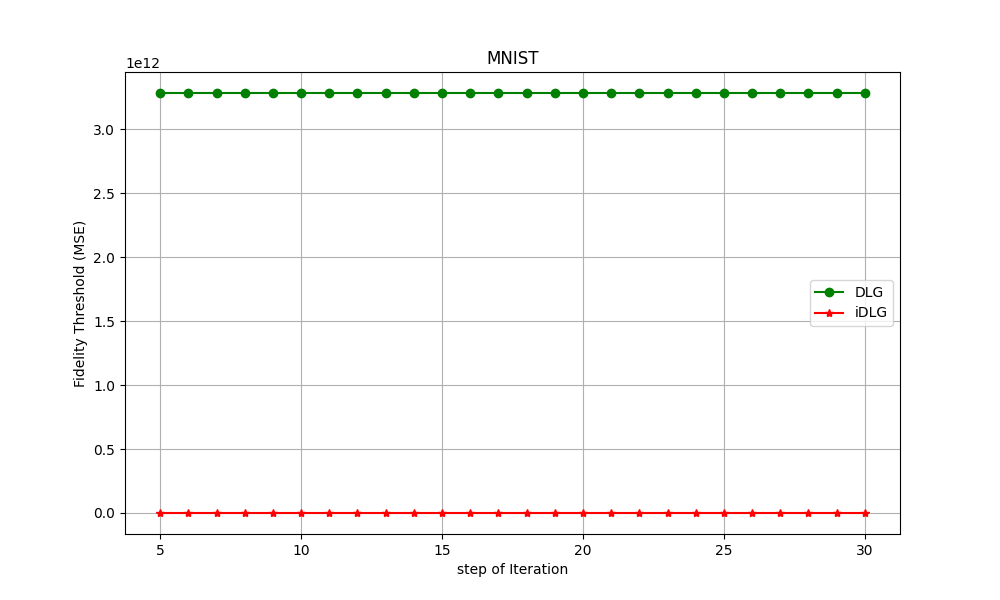 MNIST
1e12
3.0
2.5
2.0
1.5
1.0
0.5
0.0
Fidelity Threshold (MSE)
DLG
iDLG
5 10 15 20 25 30
step of Iteration